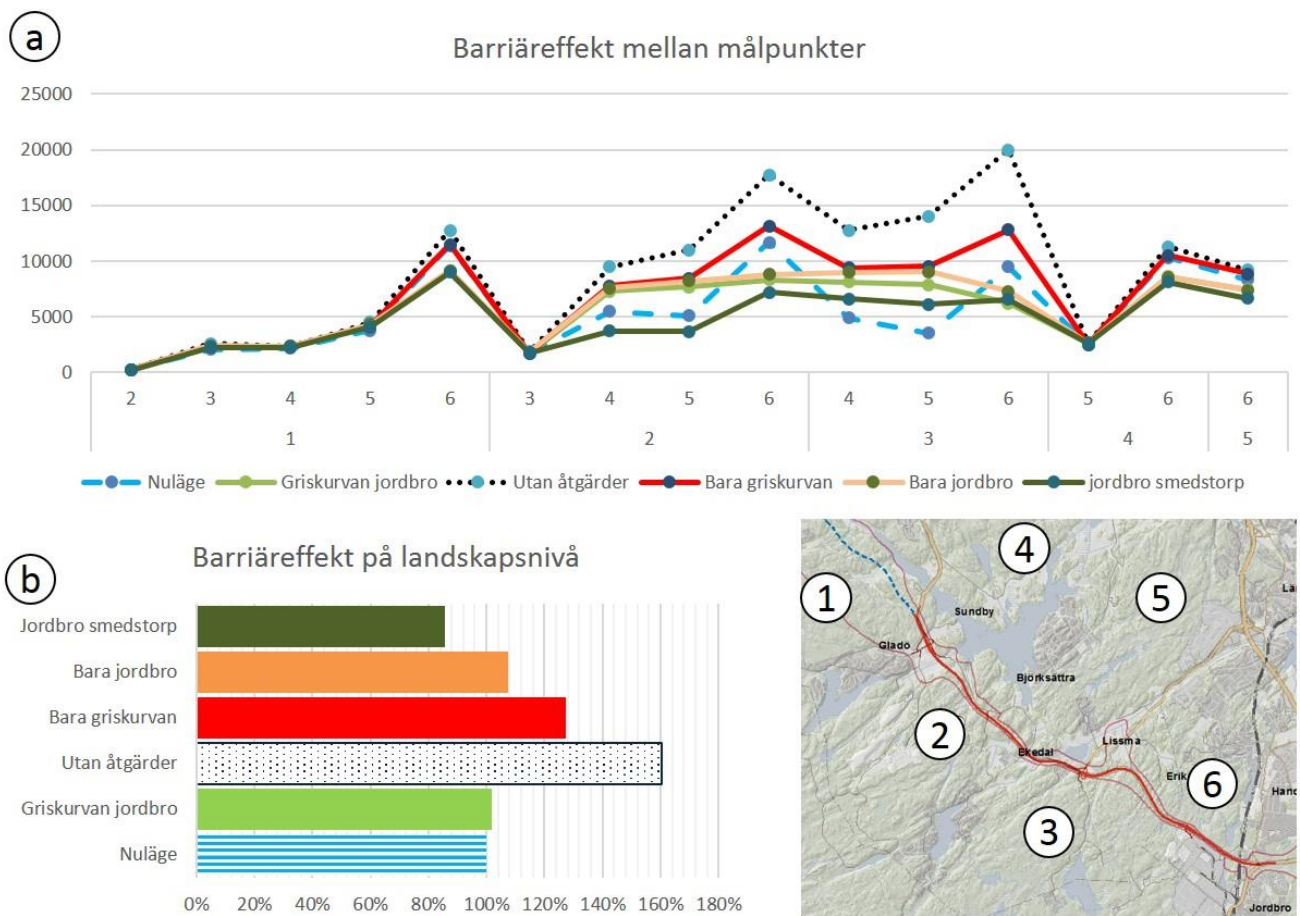 a
Barriäreffekt mellan målpunkter
25000
20000
15000
10000
5000
0
2 3 4 5 6 3 4 5 6 4 5 6 5 6 6
1 2 3 4 5
Nuläge Griskurvan jordbro Utan åtgärder Bara griskurvan Bara jordbro jordbro smedstorp
b
Barriäreffekt på landskapsnivå
Jordbro smedstorp
Bara jordbro
Bara griskurvan
Utan åtgärder
Griskurvan jordbro
Nuläge
0% 20% 40% 60% 80% 100% 120% 140% 160% 180%
4
1
5
Sundby
Gladö
Björksättra
2
Lissma
Ekedal
Erik
6
3
Jordbro